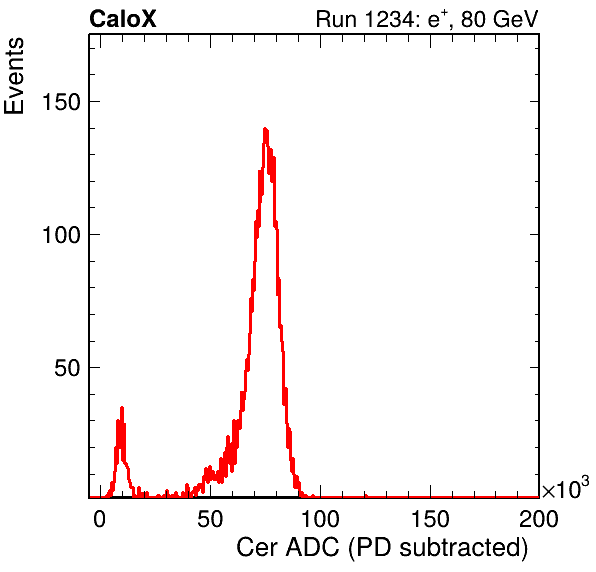 CaloX Run 1234: e⁺, 80 GeV
Events
150
100
50
0 50 100 150 200
×10³
Cer ADC (PD subtracted)